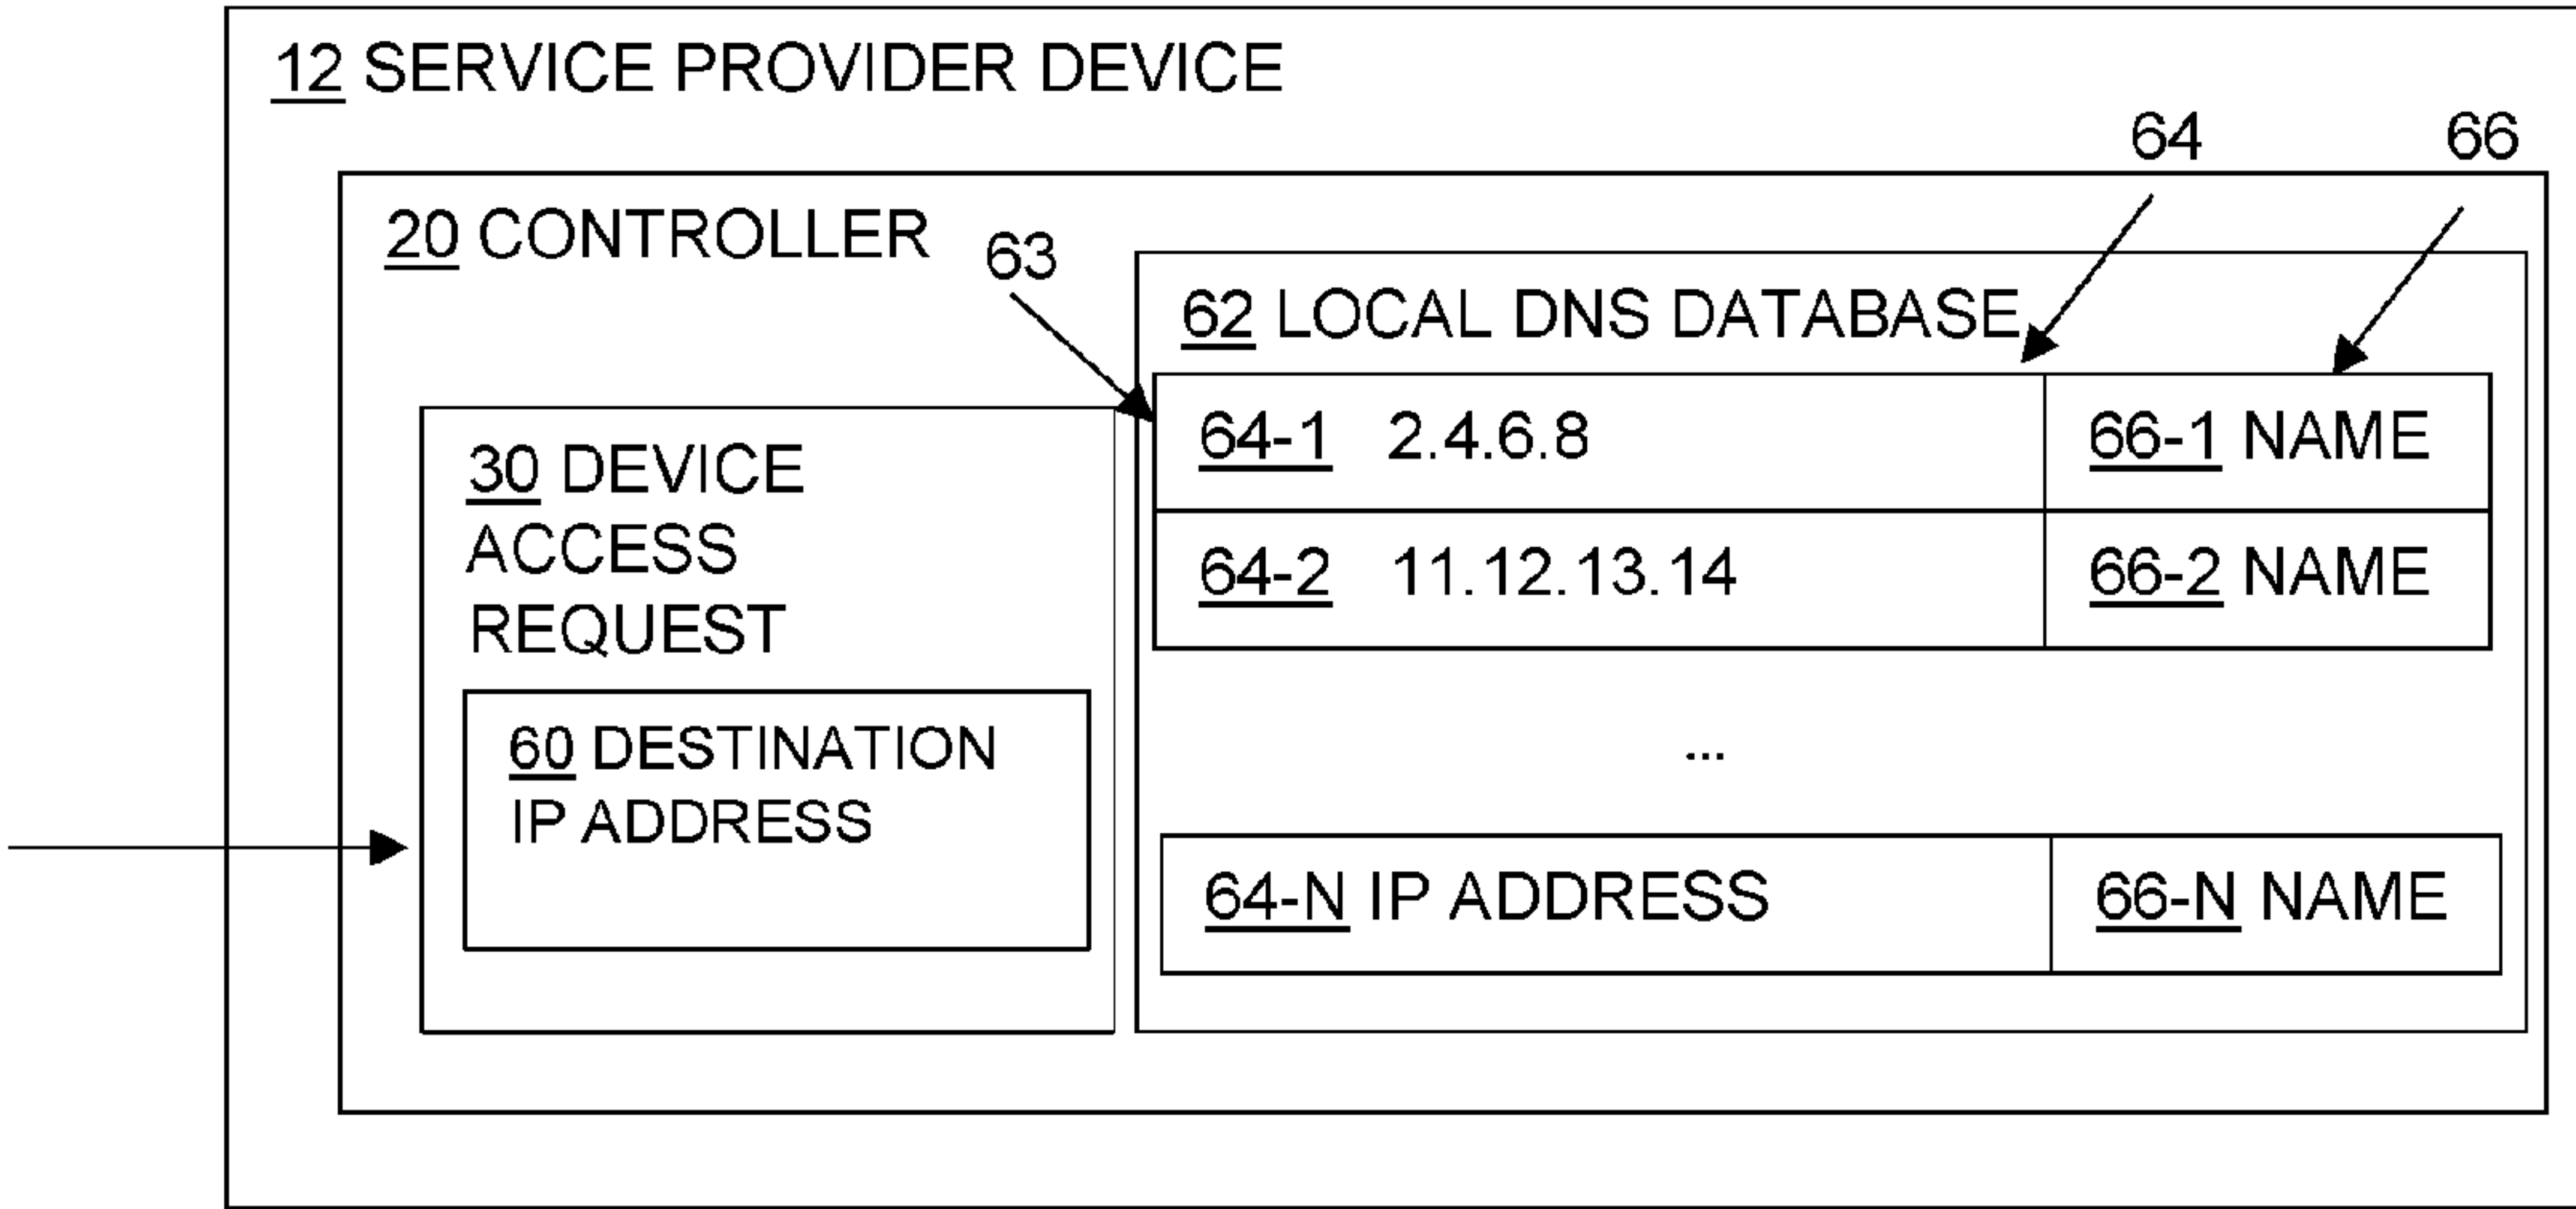 12 SERVICE PROVIDER DEVICE
64
66
20 CONTROLLER
63
62 LOCAL DNS DATABASE
64-1 2.4.6.8
66-1 NAME
30 DEVICE
ACCESS
REQUEST
64-2 11.12.13.14
66-2 NAME
60 DESTINATION
IP ADDRESS
...
64-N IP ADDRESS
66-N NAME